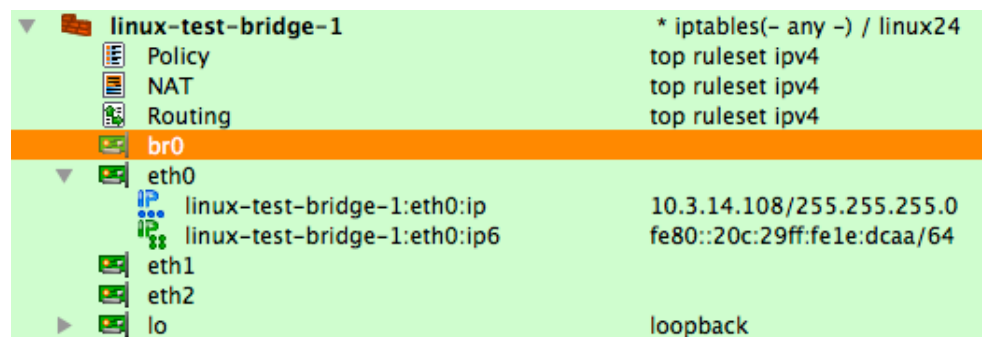 linux-test-bridge-1 * iptables(- any -) / linux24
Policy top ruleset ipv4
NAT top ruleset ipv4
Routing top ruleset ipv4
br0
eth0
IP linux-test-bridge-1:eth0:ip 10.3.14.108/255.255.255.0
IP linux-test-bridge-1:eth0:ip6 fe80::20c:29ff:fe1e:dcaa/64
eth1
eth2
lo loopback